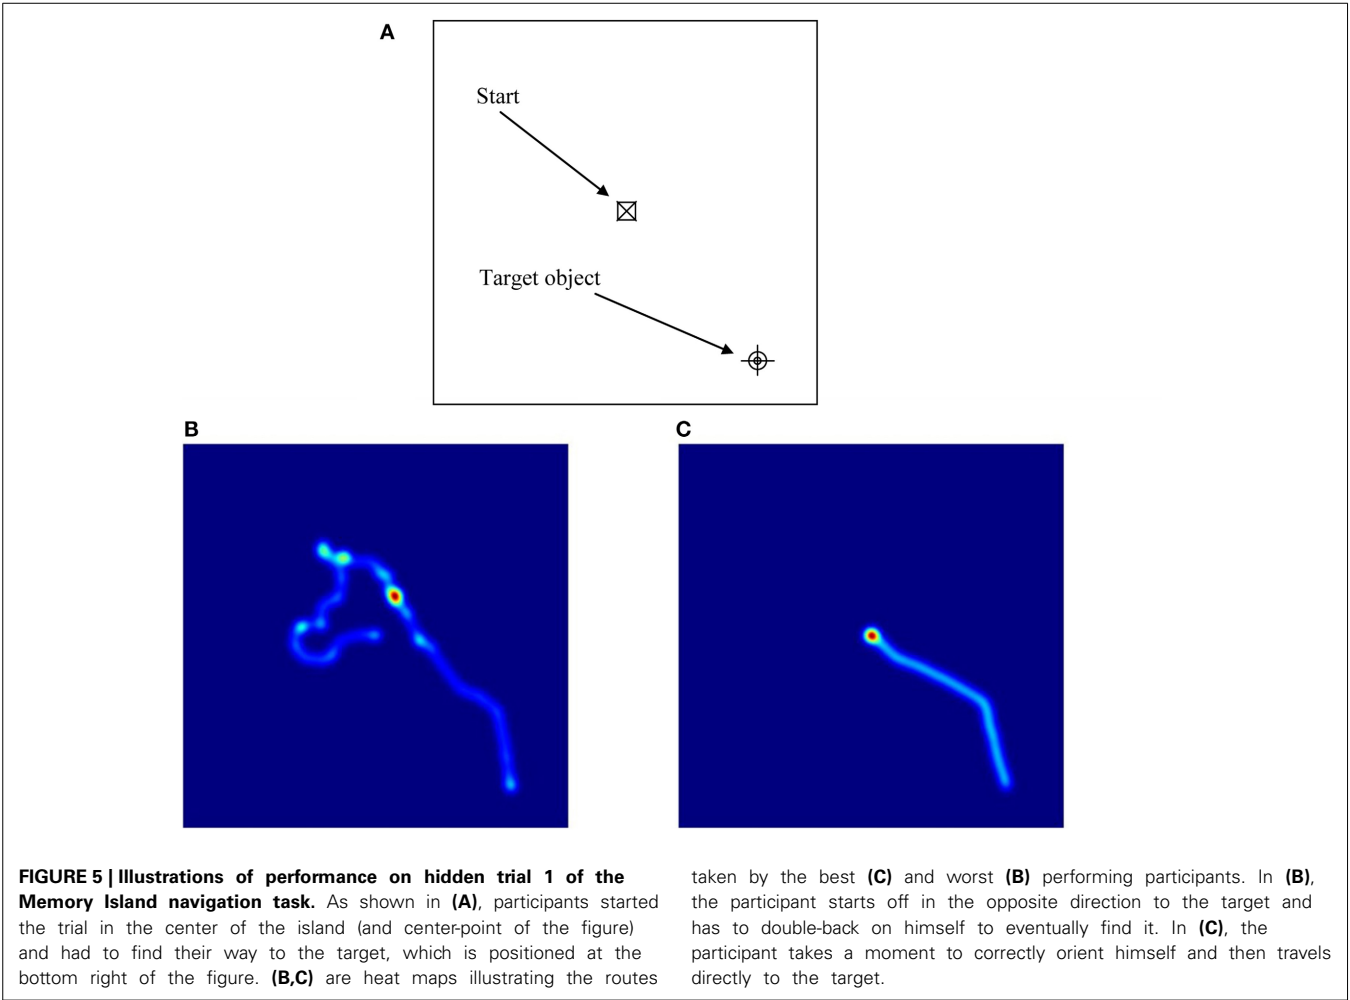 A
Start
Target object
B
C
FIGURE 5 | Illustrations of performance on hidden trial 1 of the
Memory Island navigation task. As shown in (A), participants started
the trial in the center of the island (and center-point of the figure)
and had to find their way to the target, which is positioned at the
bottom right of the figure. (B,C) are heat maps illustrating the routes
taken by the best (C) and worst (B) performing participants. In (B),
the participant starts off in the opposite direction to the target and
has to double-back on himself to eventually find it. In (C), the
participant takes a moment to correctly orient himself and then travels
directly to the target.